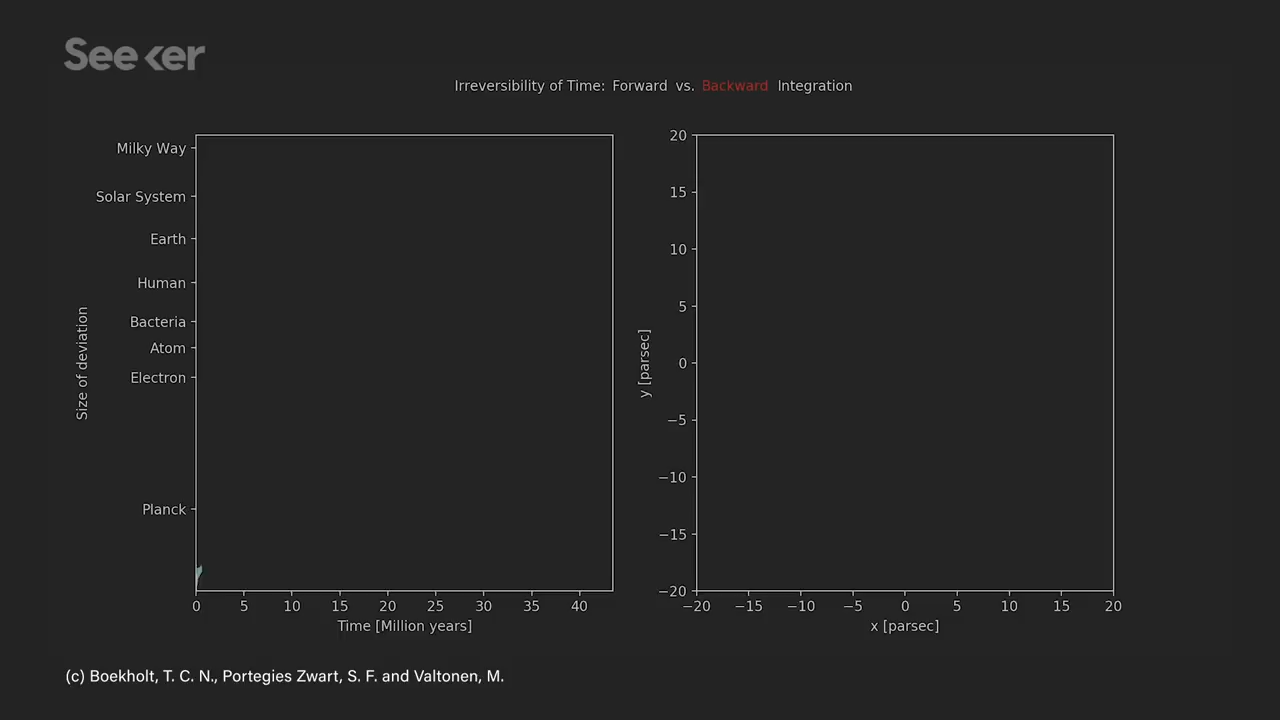 Seeker
Irreversibility of Time: Forward vs. Backward Integration
Milky Way
Solar System
Earth
Human
Bacteria
Atom
Electron
Planck
Size of deviation
0 5 10 15 20 25 30 35 40
Time [Million years]
20
15
10
5
0
−5
−10
−15
−20
y [parsec]
−20 −15 −10 −5 0 5 10 15 20
x [parsec]
(c) Boekholt, T. C. N., Portegies Zwart, S. F. and Valtonen, M.